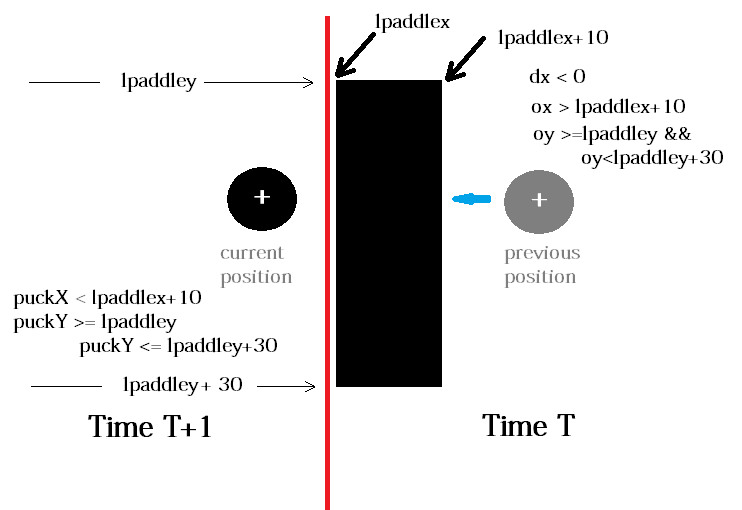 lpaddlex
lpaddlex+10
lpaddley
dx < 0
ox > lpaddlex+10
oy >=lpaddley &&
oy<lpaddley+30
+
+
current
position
previous
position
puckX < lpaddlex+10
puckY >= lpaddley
puckY <= lpaddley+30
lpaddley+ 30
Time T+1
Time T